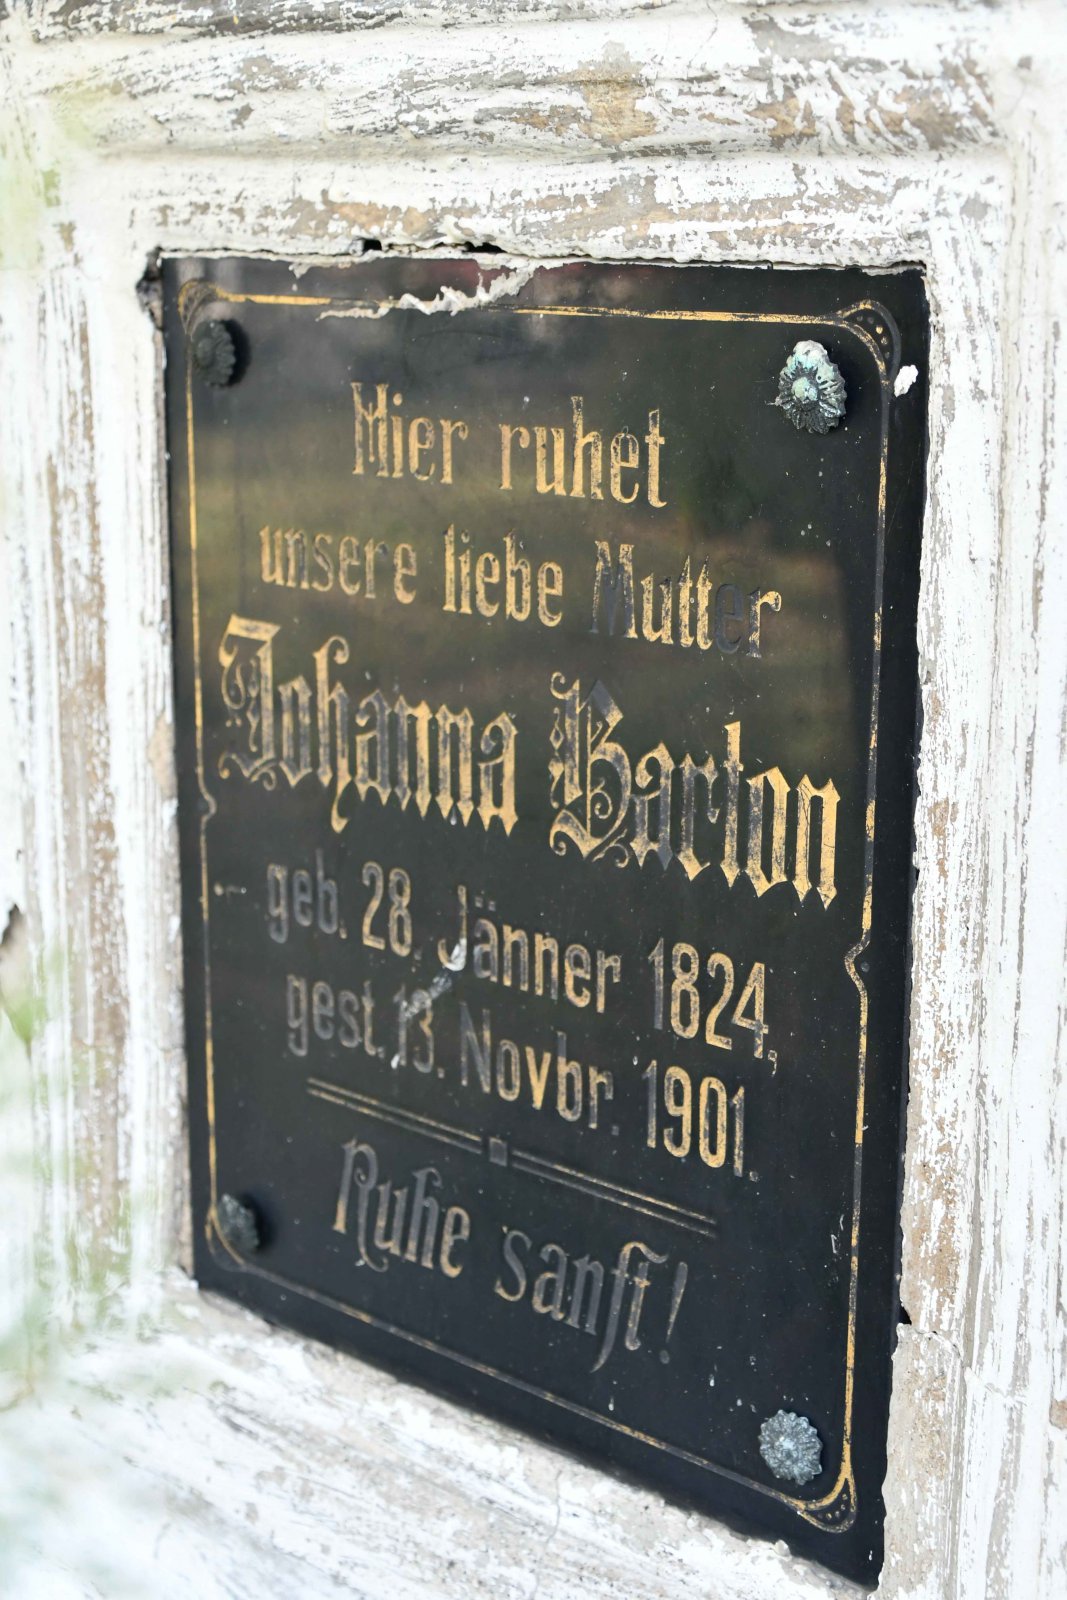 Hier ruhet
unsere liebe Mutter
Johanna Barton
geb. 28. Jänner 1824,
gest. 13. Novbr. 1901.
Ruhe sanft!